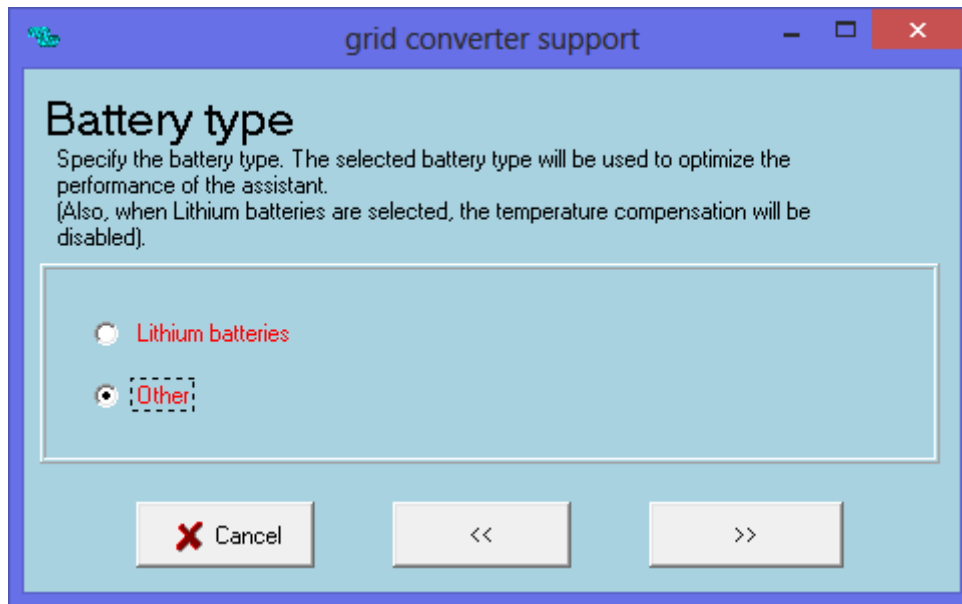 grid converter support
Battery type
Specify the battery type. The selected battery type will be used to optimize the
performance of the assistant.
(Also, when Lithium batteries are selected, the temperature compensation will be
disabled).
Lithium batteries
Other
Cancel
<<
>>